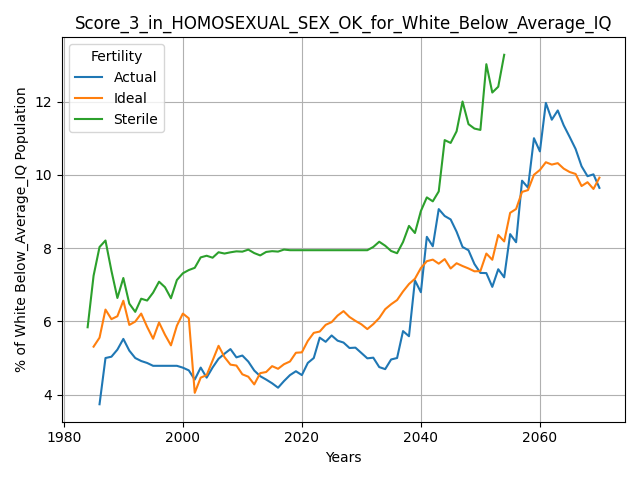 Score_3_in_HOMOSEXUAL_SEX_OK_for_White_Below_Average_IQ
% of White Below_Average_IQ Population
12
10
8
6
4
Fertility
Actual
Ideal
Sterile
1980
2000
2020
2040
2060
Years